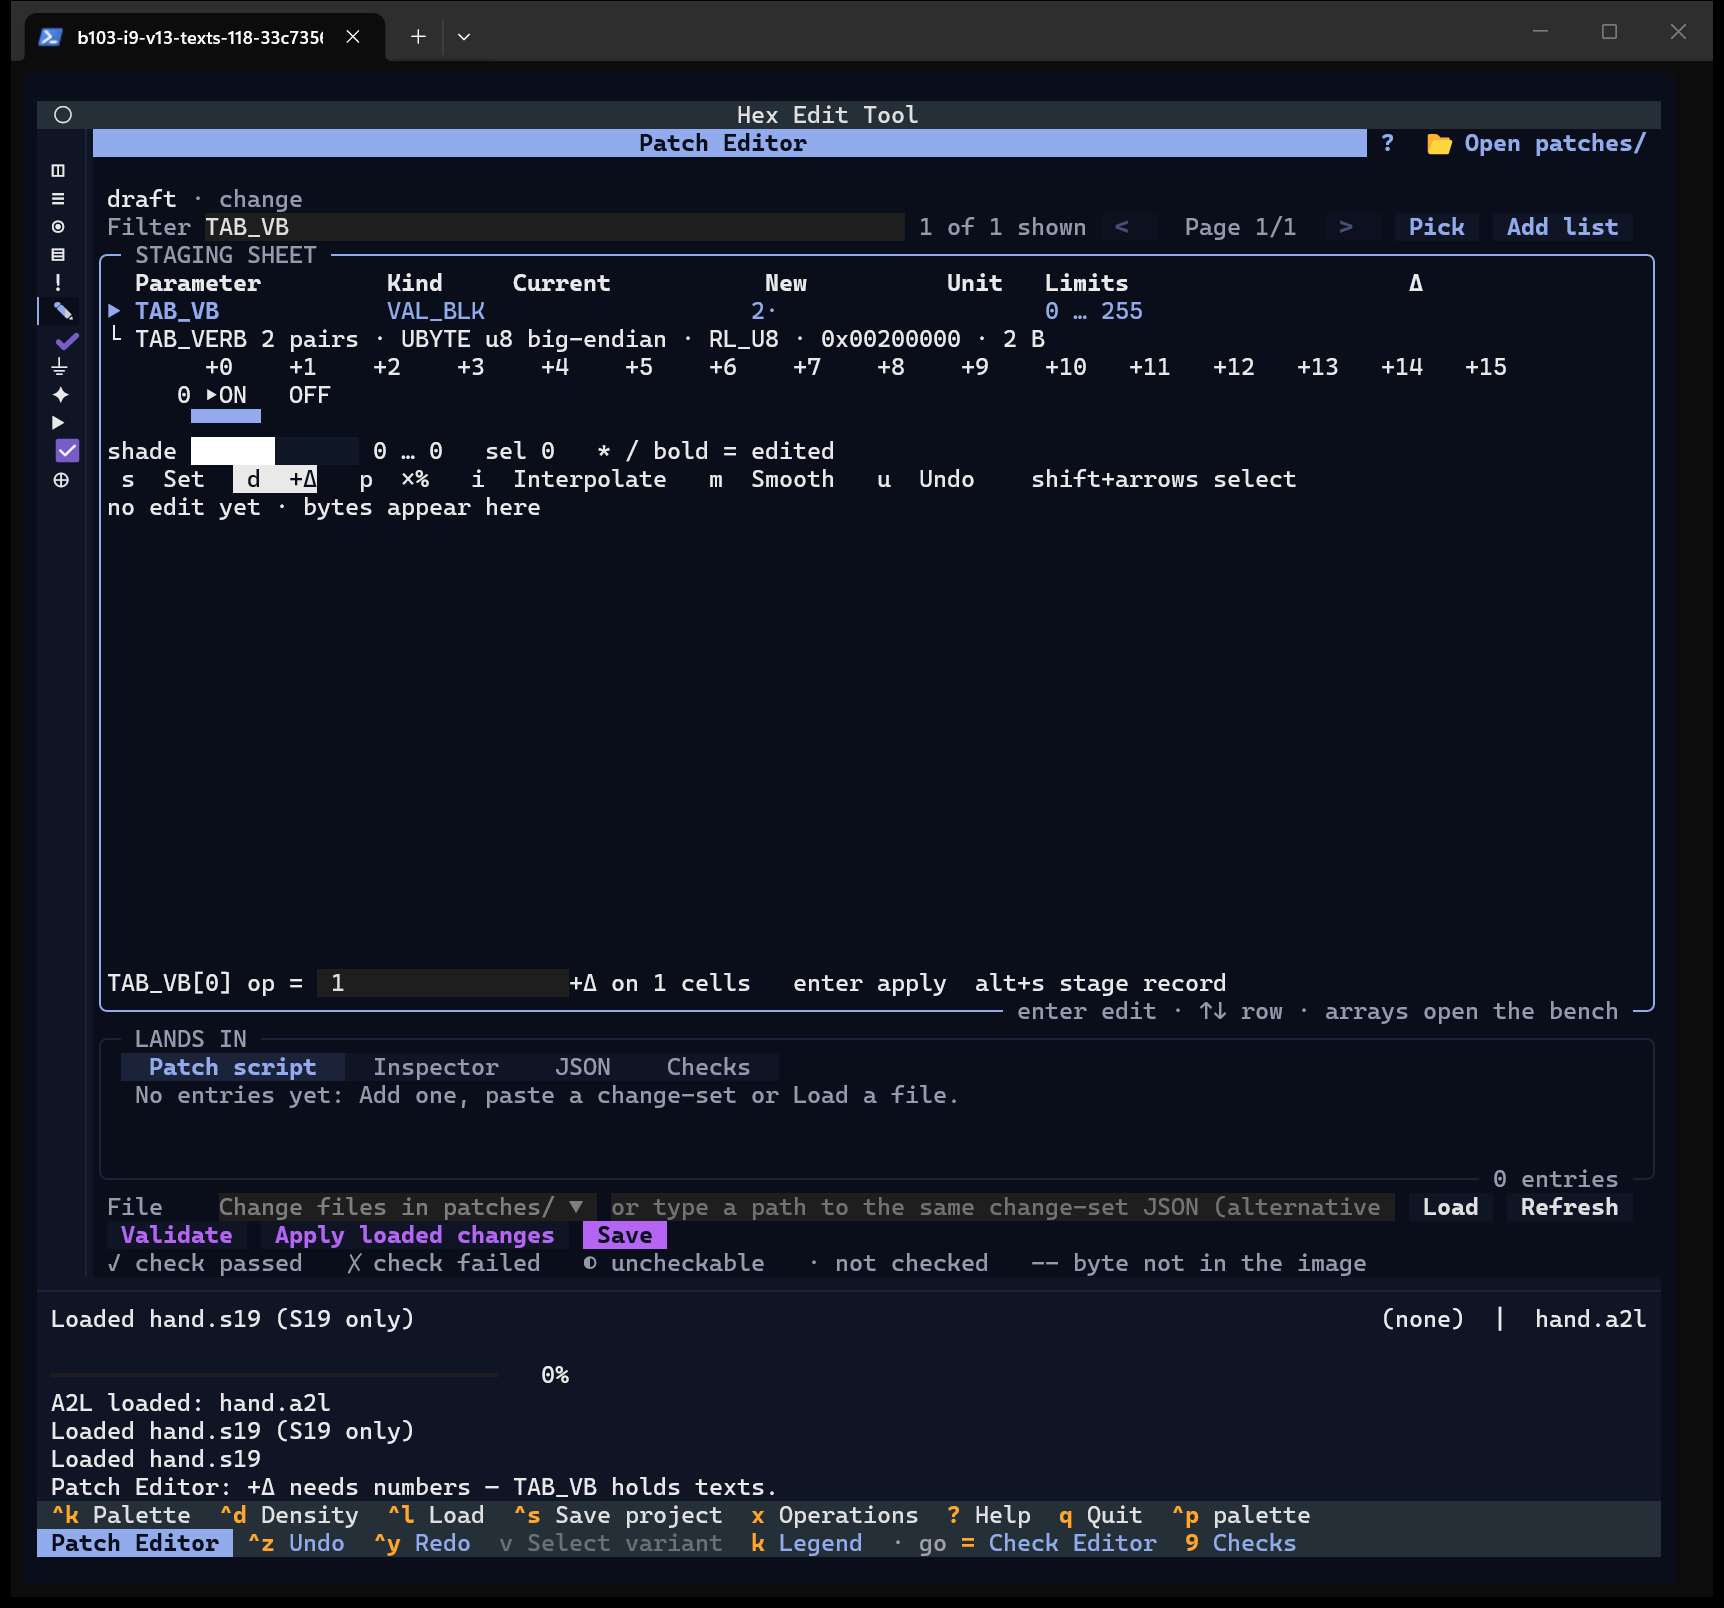 b103-i9-v13-texts-118-33c735
Hex Edit Tool
Patch Editor ? Open patches/
draft · change
Filter TAB_VB 1 of 1 shown < Page 1/1 > Pick Add list
STAGING SHEET
Parameter Kind Current New Unit Limits Δ
▶ TAB_VB VAL_BLK 2· 0 … 255
└ TAB_VERB 2 pairs · UBYTE u8 big-endian · RL_U8 · 0x00200000 · 2 B
+0 +1 +2 +3 +4 +5 +6 +7 +8 +9 +10 +11 +12 +13 +14 +15
0 ▶ON OFF
shade 0 … 0 sel 0 * / bold = edited
s Set d +Δ p ×% i Interpolate m Smooth u Undo shift+arrows select
no edit yet · bytes appear here
TAB_VB[0] op = 1 +Δ on 1 cells enter apply alt+s stage record
enter edit · ↑↓ row · arrays open the bench
LANDS IN
Patch script Inspector JSON Checks
No entries yet: Add one, paste a change-set or Load a file.
0 entries
File Change files in patches/ ▼ or type a path to the same change-set JSON (alternative Load Refresh
Validate Apply loaded changes Save
√ check passed ╳ check failed ◐ uncheckable · not checked -- byte not in the image
Loaded hand.s19 (S19 only) (none) | hand.a2l
0%
A2L loaded: hand.a2l
Loaded hand.s19 (S19 only)
Loaded hand.s19
Patch Editor: +Δ needs numbers — TAB_VB holds texts.
^k Palette ^d Density ^l Load ^s Save project x Operations ? Help q Quit ^p palette
Patch Editor ^z Undo ^y Redo v Select variant k Legend · go = Check Editor 9 Checks